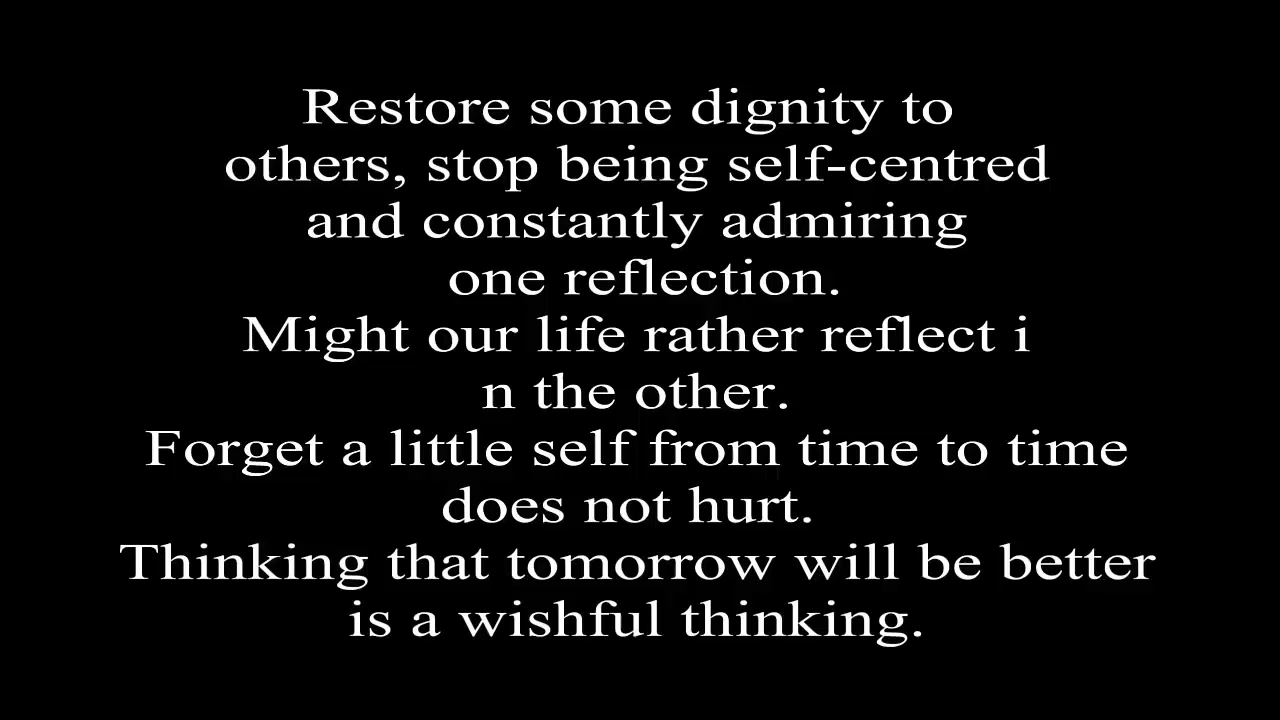 Restore some dignity to
others, stop being self-centred
and constantly admiring
one reflection.
Might our life rather reflect i
n the other.
Forget a little self from time to time
does not hurt.
Thinking that tomorrow will be better
is a wishful thinking.